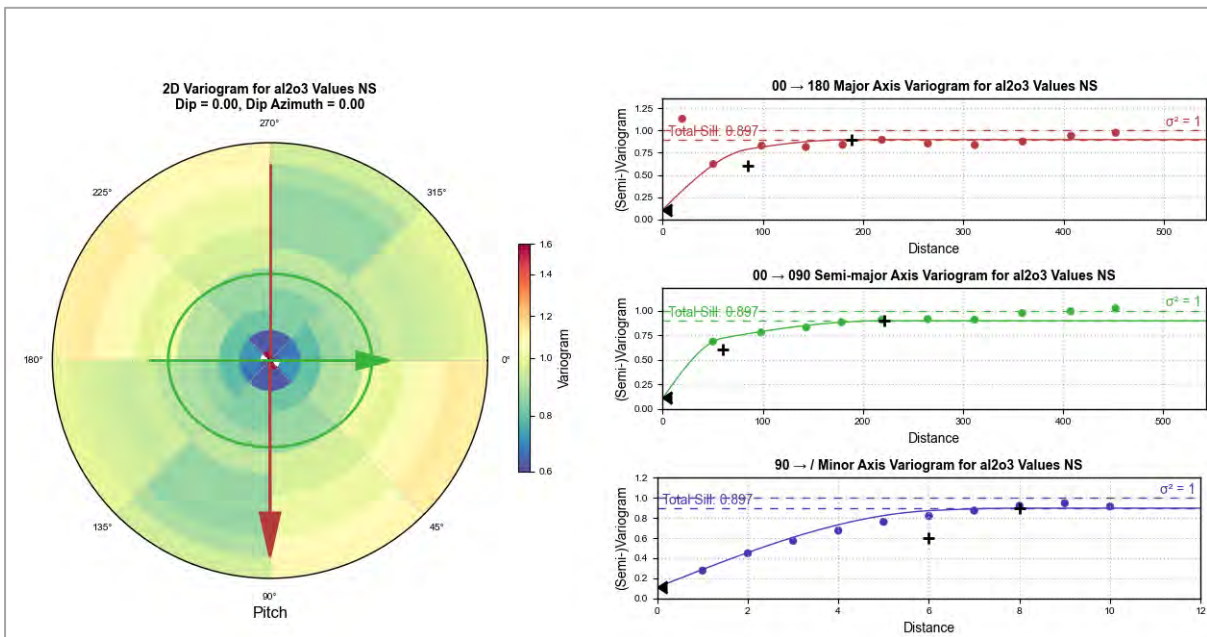 2D Variogram for al2o3 Values NS
Dip = 0.00, Dip Azimuth = 0.00
270°
225°
315°
180°
0°
135°
45°
90°
Pitch
1.6
1.4
1.2
1.0
0.8
0.6
Variogram
00 → 180 Major Axis Variogram for al2o3 Values NS
1.25
1.00
0.75
0.50
0.25
0.00
(Semi-)Variogram
Total Sill: 0.897
σ² = 1
0 100 200 300 400 500
Distance
00 → 090 Semi-major Axis Variogram for al2o3 Values NS
1.00
0.75
0.50
0.25
0.00
(Semi-)Variogram
Total Sill: 0.897
σ² = 1
0 100 200 300 400 500
Distance
90 → / Minor Axis Variogram for al2o3 Values NS
1.2
1.0
0.8
0.6
0.4
0.2
0.0
(Semi-)Variogram
Total Sill: 0.897
σ² = 1
0 2 4 6 8 10 12
Distance